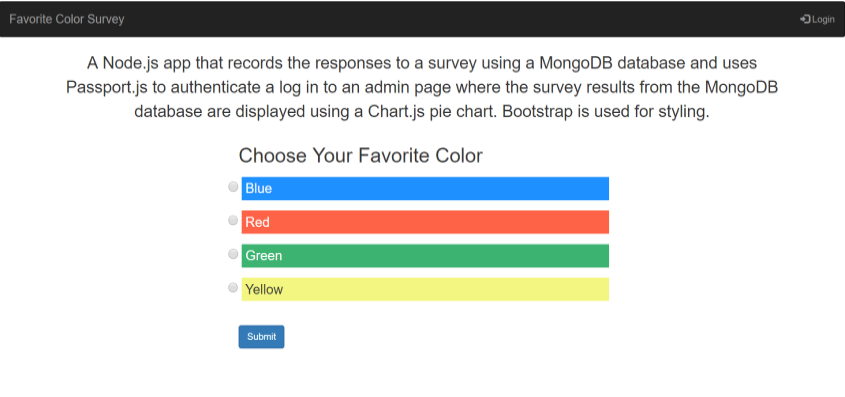 Favorite Color Survey
Login
A Node.js app that records the responses to a survey using a MongoDB database and uses
Passport.js to authenticate a log in to an admin page where the survey results from the MongoDB
database are displayed using a Chart.js pie chart. Bootstrap is used for styling.
Choose Your Favorite Color
Blue
Red
Green
Yellow
Submit